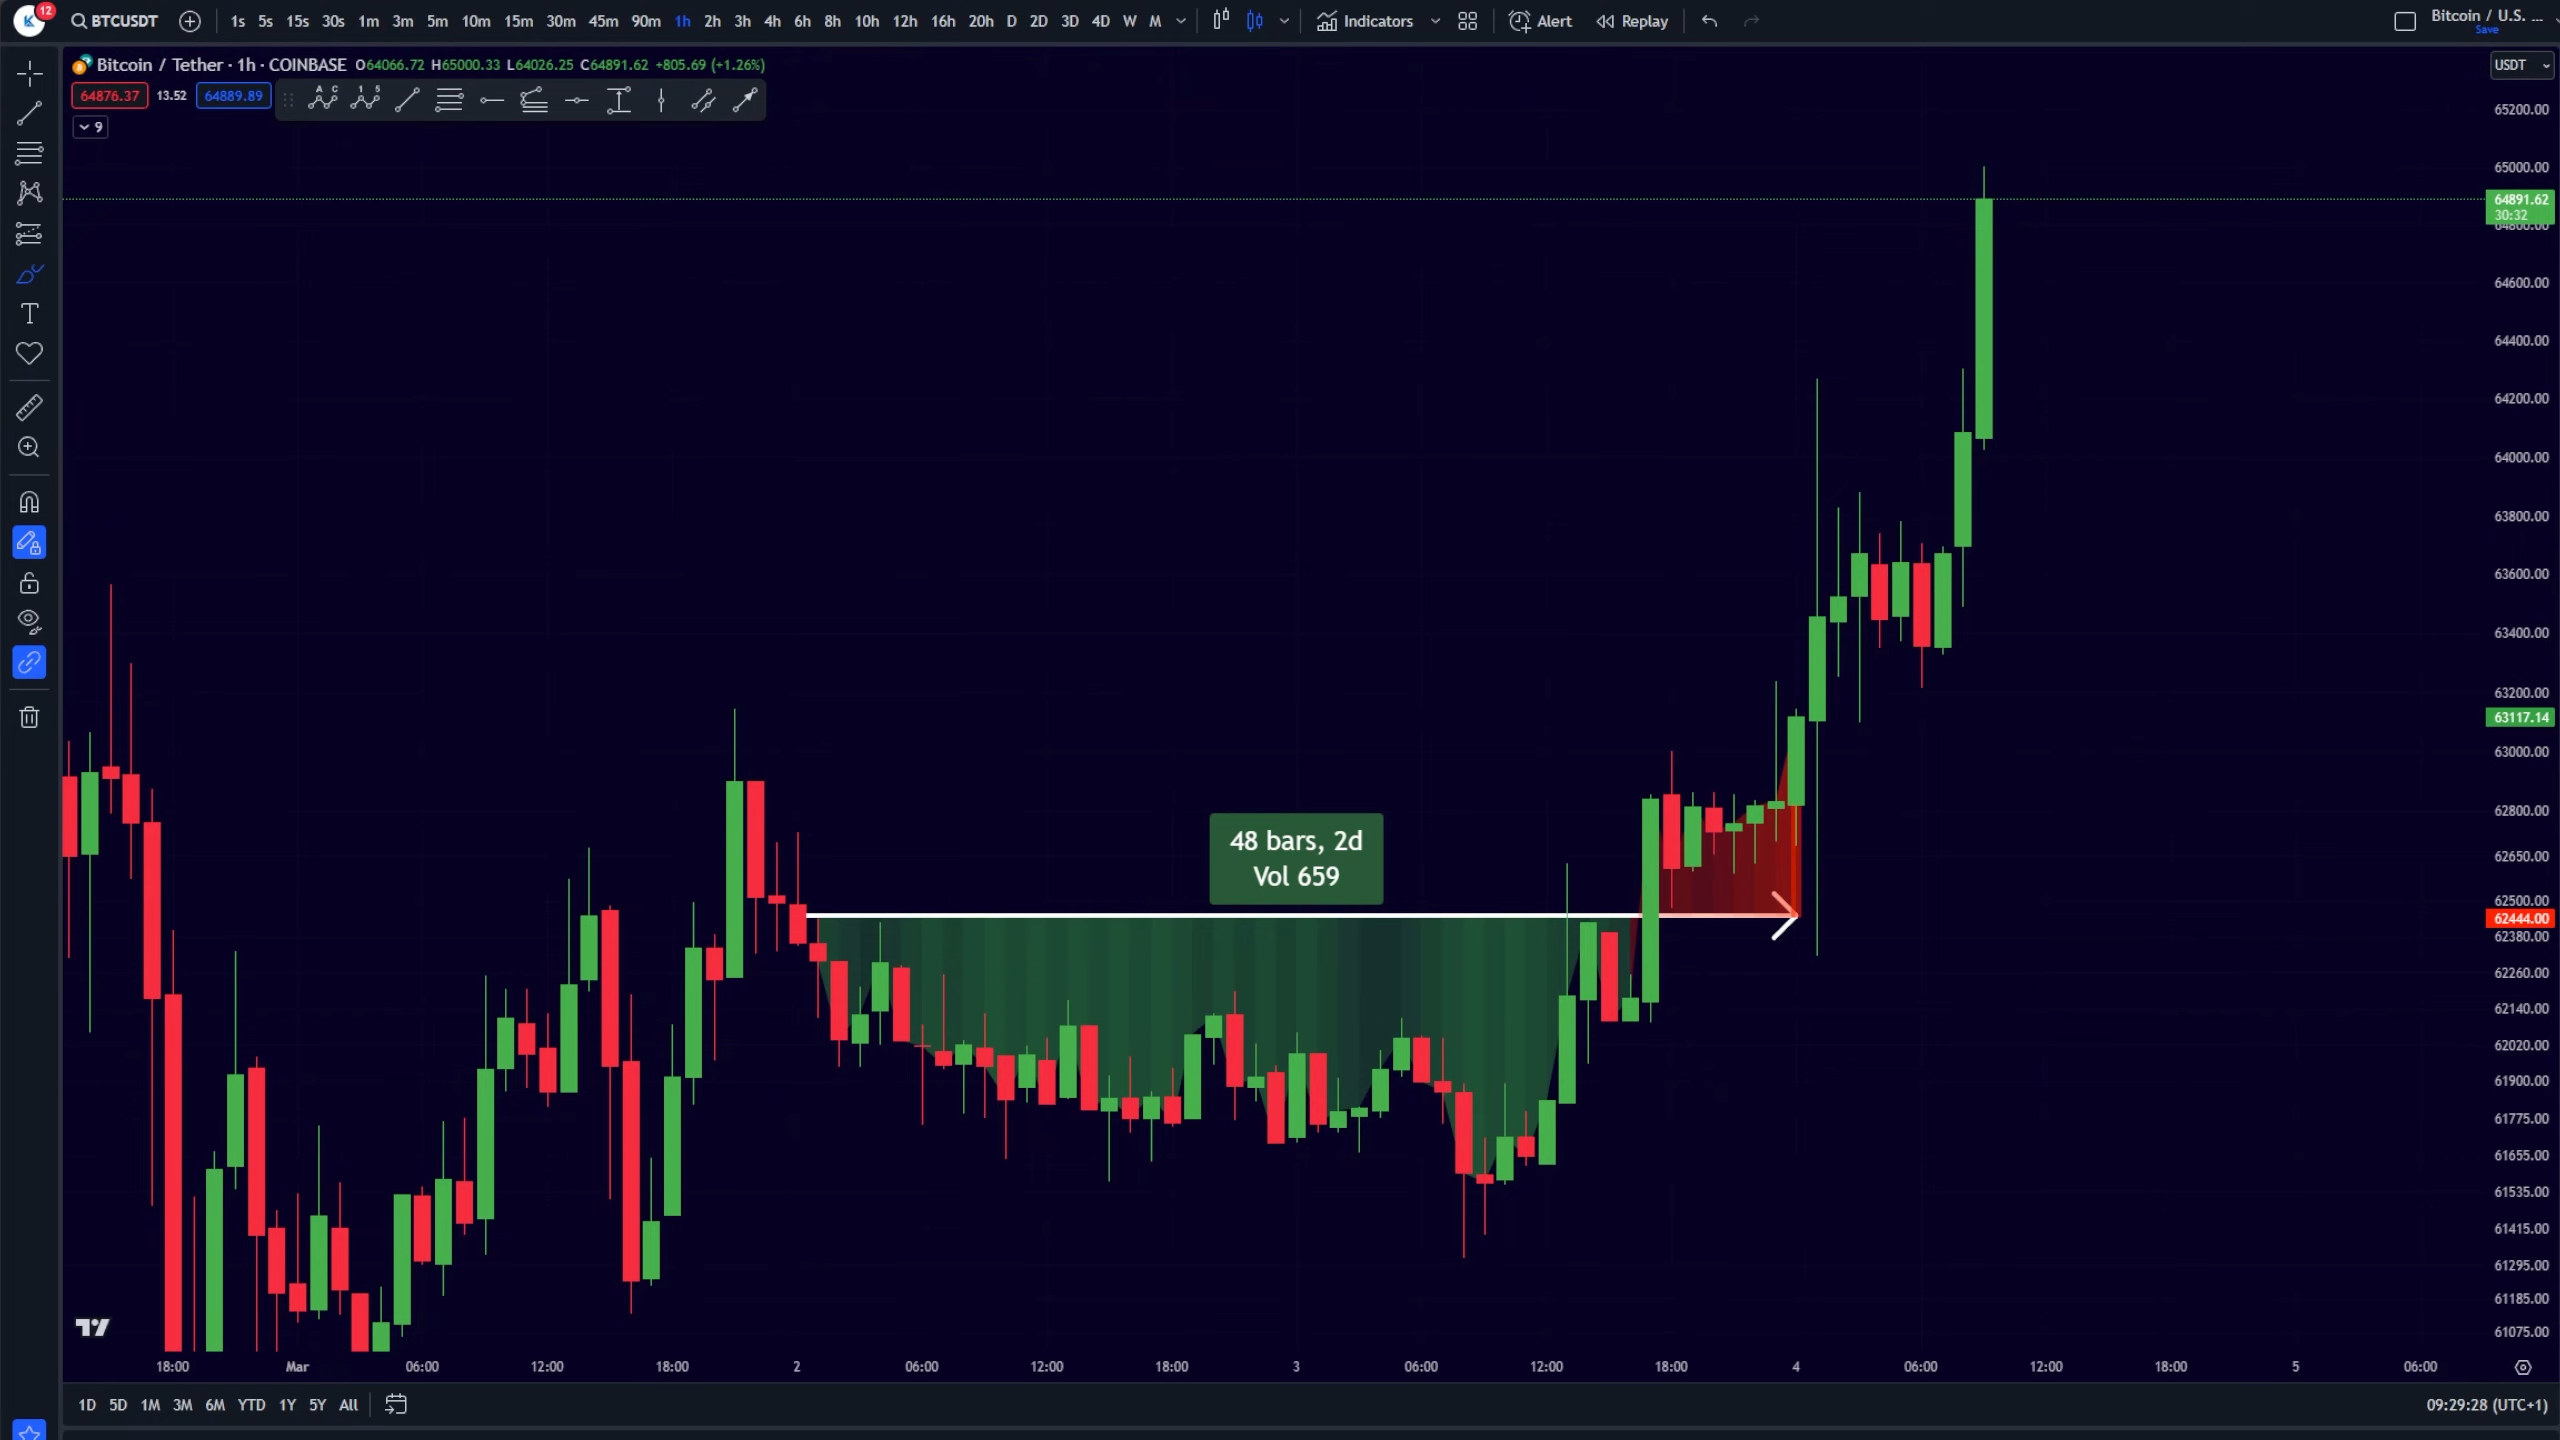 12
BTCUSDT
1s 5s 15s 30s 1m 3m 5m 10m 15m 30m 45m 90m 1h 2h 3h 4h 6h 8h 10h 12h 16h 20h D 2D 3D 4D W M
Indicators
Alert
Replay
Bitcoin / U.S. ...
Save
Bitcoin / Tether · 1h · COINBASE O64066.72 H65000.33 L64026.25 C64891.62 +805.69 (+1.26%)
USDT
64876.37 13.52 64889.89
A C
1 5
9
65200.00
65000.00
64891.62
30:32
64800.00
64600.00
64400.00
64200.00
64000.00
63800.00
63600.00
63400.00
63200.00
63117.14
63000.00
62800.00
48 bars, 2d
Vol 659
62650.00
62500.00
62444.00
62380.00
62260.00
62140.00
62020.00
61900.00
61775.00
61655.00
61535.00
61415.00
61295.00
61185.00
61075.00
18:00 Mar 06:00 12:00 18:00 2 06:00 12:00 18:00 3 06:00 12:00 18:00 4 06:00 12:00 18:00 5 06:00
1D 5D 1M 3M 6M YTD 1Y 5Y All
09:29:28 (UTC+1)